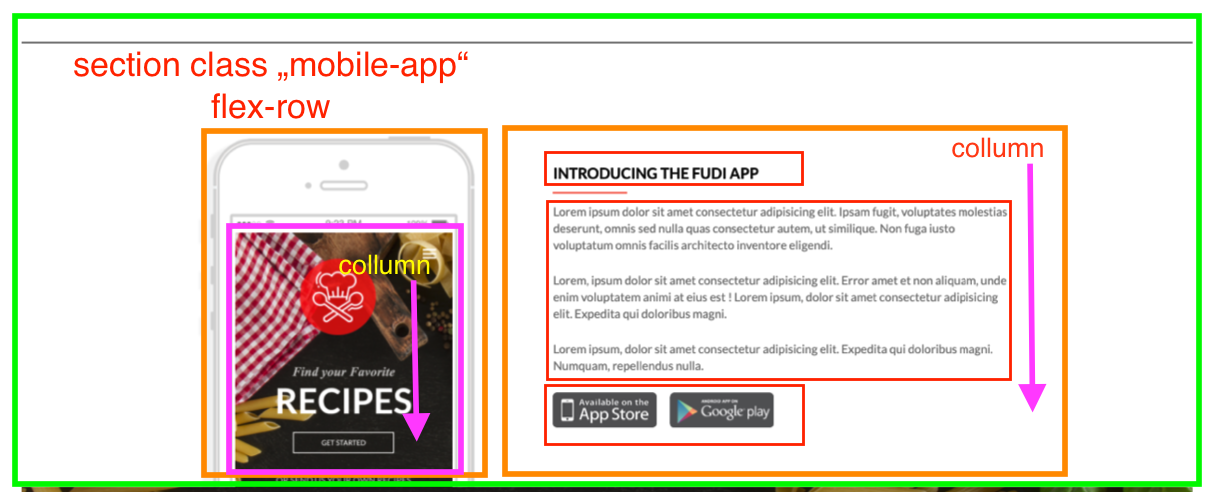 section class „mobile-app“
flex-row
9:23 PM
collumn
Find your Favorite
RECIPES
GET STARTED
collumn
INTRODUCING THE FUDI APP
Lorem ipsum dolor sit amet consectetur adipisicing elit. Ipsam fugit, voluptates molestias
deserunt, omnis sed nulla quas consectetur autem, ut similique. Non fuga iusto
voluptatum omnis facilis architecto inventore eligendi.
Lorem, ipsum dolor sit amet consectetur adipisicing elit. Error amet et non aliquam, unde
enim voluptatem animi at eius est ! Lorem ipsum, dolor sit amet consectetur adipisicing
elit. Expedita qui doloribus magni.
Lorem ipsum, dolor sit amet consectetur adipisicing elit. Expedita qui doloribus magni.
Numquam, repellendus nulla.
Available on the
App Store
ANDROID APP ON
Google play